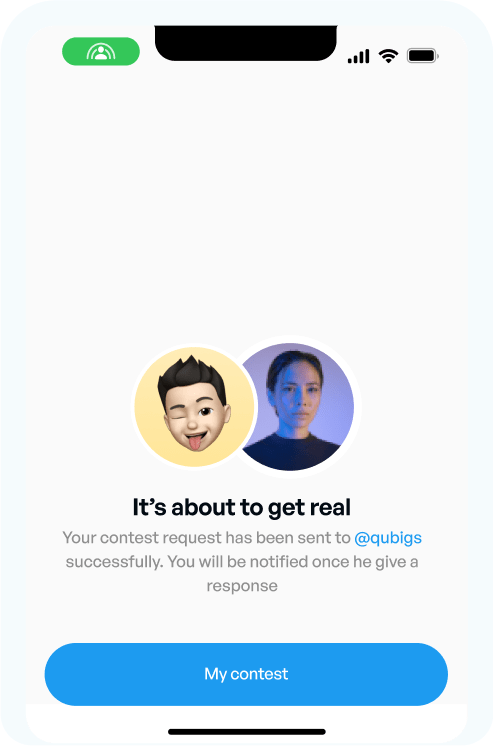 It’s about to get real
Your contest request has been sent to @qubigs
successfully. You will be notified once he give a
response
My contest